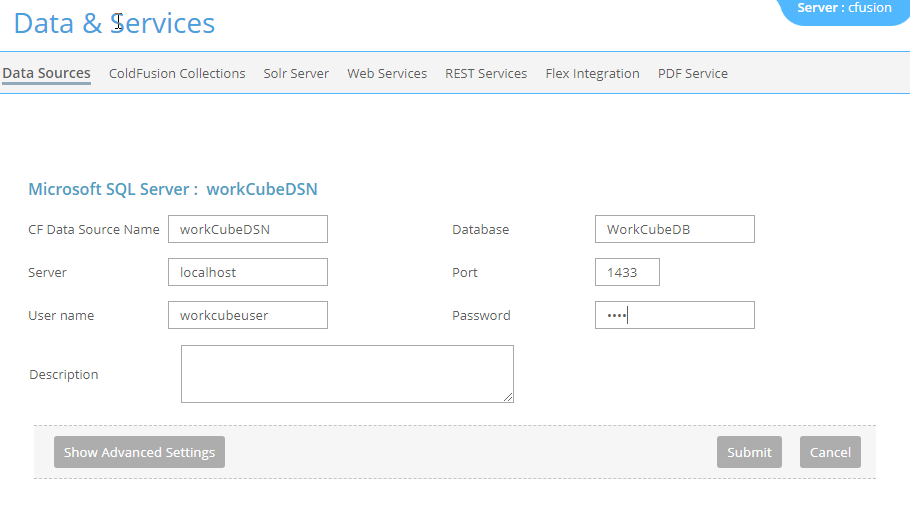 Server : cfusion
Data & Services
Data Sources ColdFusion Collections Solr Server Web Services REST Services Flex Integration PDF Service
Microsoft SQL Server : workCubeDSN
CF Data Source Name workCubeDSN Database WorkCubeDB
Server localhost Port 1433
User name workcubeuser Password ••••
Description
Show Advanced Settings Submit Cancel